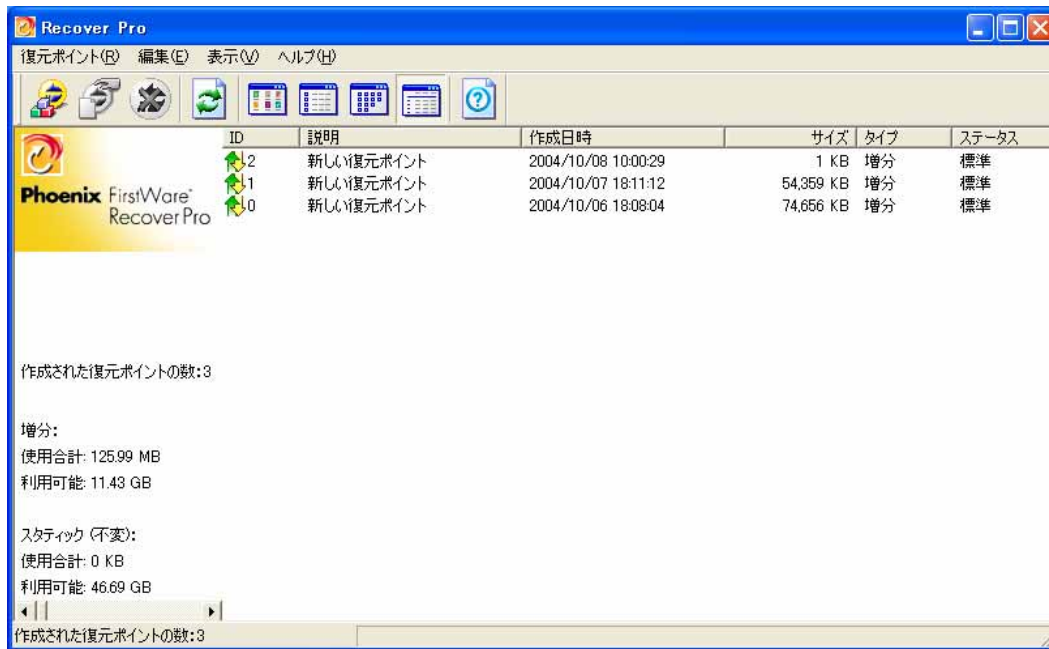 Recover Pro
復元ポイント(R) 編集(E) 表示(V) ヘルプ(H)
Phoenix FirstWare
Recover Pro
ID 説明 作成日時 サイズ タイプ ステータス
2 新しい復元ポイント 2004/10/08 10:00:29 1 KB 増分 標準
1 新しい復元ポイント 2004/10/07 18:11:12 54,359 KB 増分 標準
0 新しい復元ポイント 2004/10/06 18:08:04 74,656 KB 増分 標準
作成された復元ポイントの数:3
増分:
使用合計: 125.99 MB
利用可能: 11.43 GB
スタティック (不変):
使用合計: 0 KB
利用可能: 46.69 GB
作成された復元ポイントの数:3